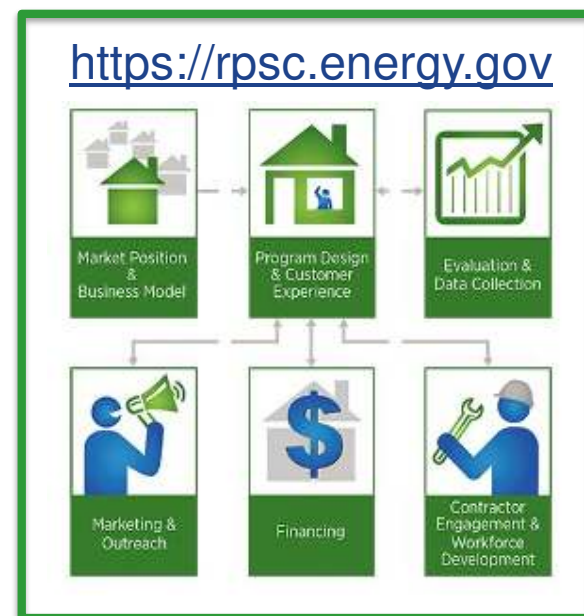 https://rpsc.energy.gov
Market Position
&
Business Model
Program Design
& Customer
Experience
Evaluation &
Data Collection
Marketing &
Outreach
Financing
Contractor
Engagement &
Workforce
Development